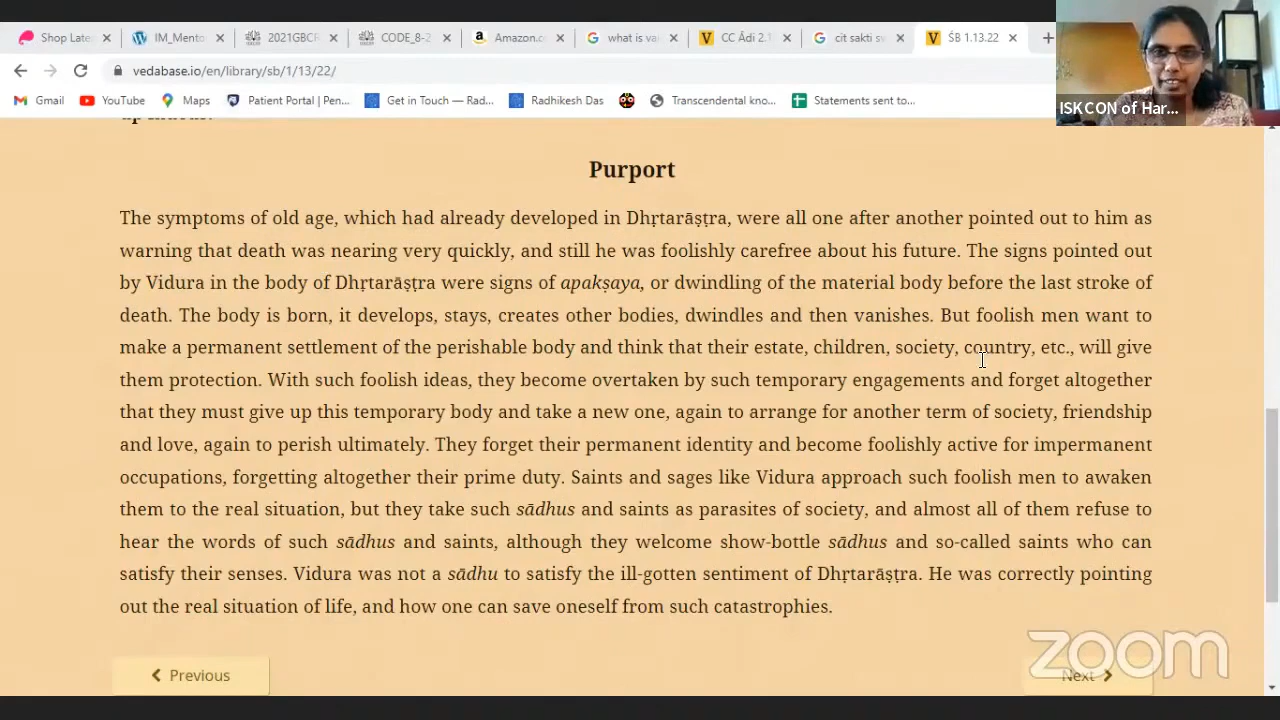 Shop Late
IM_Mento
2021GBCR
CODE_8-2
Amazon.c
what is va
CC Ādi 2.1
cit sakti s
ŚB 1.13.22
vedabase.io/en/library/sb/1/13/22/
Gmail
YouTube
Maps
Patient Portal | Pen...
Get in Touch — Rad...
Radhikesh Das
Transcendental kno...
Statements sent to...
ISKCON of Har...
Purport
The symptoms of old age, which had already developed in Dhṛtarāṣṭra, were all one after another pointed out to him as
warning that death was nearing very quickly, and still he was foolishly carefree about his future. The signs pointed out
by Vidura in the body of Dhṛtarāṣṭra were signs of apakṣaya, or dwindling of the material body before the last stroke of
death. The body is born, it develops, stays, creates other bodies, dwindles and then vanishes. But foolish men want to
make a permanent settlement of the perishable body and think that their estate, children, society, country, etc., will give
them protection. With such foolish ideas, they become overtaken by such temporary engagements and forget altogether
that they must give up this temporary body and take a new one, again to arrange for another term of society, friendship
and love, again to perish ultimately. They forget their permanent identity and become foolishly active for impermanent
occupations, forgetting altogether their prime duty. Saints and sages like Vidura approach such foolish men to awaken
them to the real situation, but they take such sādhus and saints as parasites of society, and almost all of them refuse to
hear the words of such sādhus and saints, although they welcome show-bottle sādhus and so-called saints who can
satisfy their senses. Vidura was not a sādhu to satisfy the ill-gotten sentiment of Dhṛtarāṣṭra. He was correctly pointing
out the real situation of life, and how one can save oneself from such catastrophies.
Previous
Next
zoom